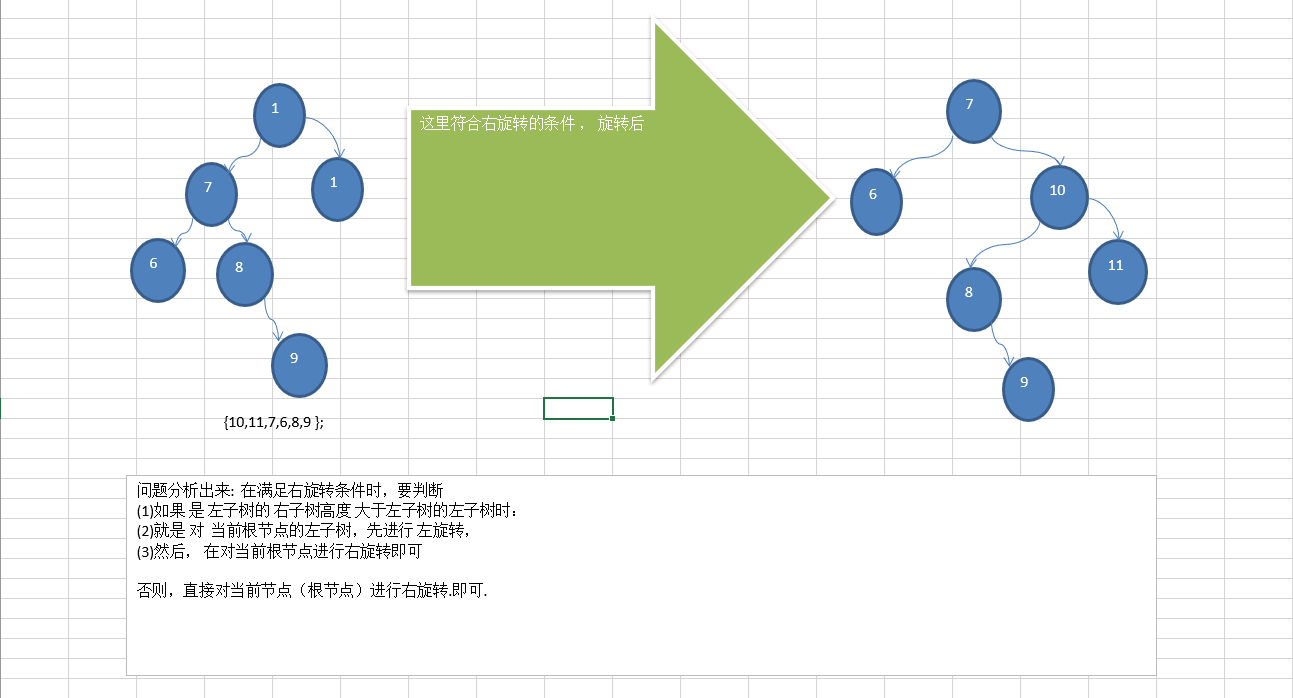 1
7
1
6
8
9
{10,11,7,6,8,9 };
这里符合右旋转的条件 ， 旋转后
7
6
10
11
8
9
问题分析出来: 在满足右旋转条件时，要判断
(1)如果 是 左子树的 右子树高度 大于左子树的左子树时：
(2)就是 对 当前根节点的左子树，先进行 左旋转，
(3)然后， 在对当前根节点进行右旋转即可
否则，直接对当前节点（根节点）进行右旋转.即可.